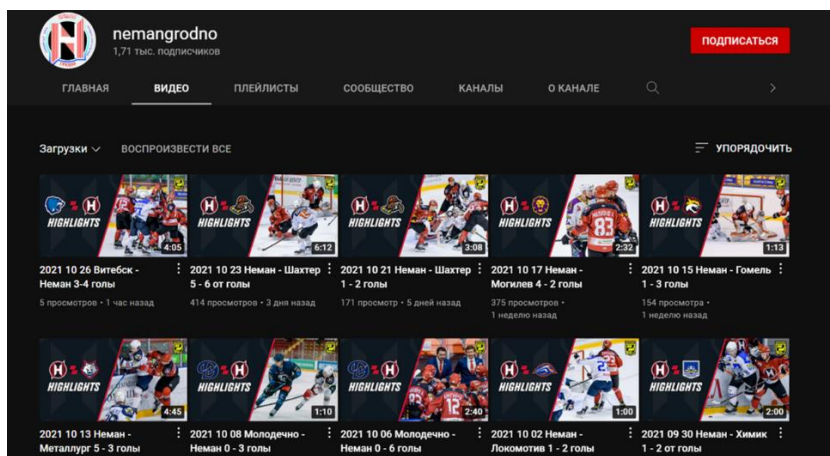 nemangrodno
1,71 тыс. подписчиков
ПОДПИСАТЬСЯ
ГЛАВНАЯ ВИДЕО ПЛЕЙЛИСТЫ СООБЩЕСТВО КАНАЛЫ О КАНАЛЕ
Загрузки ВОСПРОИЗВЕСТИ ВСЕ УПОРЯДОЧИТЬ
HIGHLIGHTS
4:05
2021 10 26 Витебск -
Неман 3-4 голы
5 просмотров • 1 час назад
HIGHLIGHTS
6:12
2021 10 23 Неман - Шахтер
5 - 6 от голы
414 просмотров • 3 дня назад
HIGHLIGHTS
3:08
2021 10 21 Неман - Шахтер
1 - 2 голы
171 просмотр • 5 дней назад
HIGHLIGHTS
83
2:32
2021 10 17 Неман -
Могилев 4 - 2 голы
375 просмотров •
1 неделю назад
HIGHLIGHTS
1:13
2021 10 15 Неман - Гомель
1 - 3 голы
154 просмотра •
1 неделю назад
HIGHLIGHTS
4:45
2021 10 13 Неман -
Металлург 5 - 3 голы
HIGHLIGHTS
1:10
2021 10 08 Молодечно -
Неман 0 - 3 голы
HIGHLIGHTS
12
2:40
2021 10 06 Молодечно -
Неман 0 - 6 голы
HIGHLIGHTS
1:00
2021 10 02 Неман -
Локомотив 1 - 2 голы
HIGHLIGHTS
2:00
2021 09 30 Неман - Химик
1 - 2 от голы